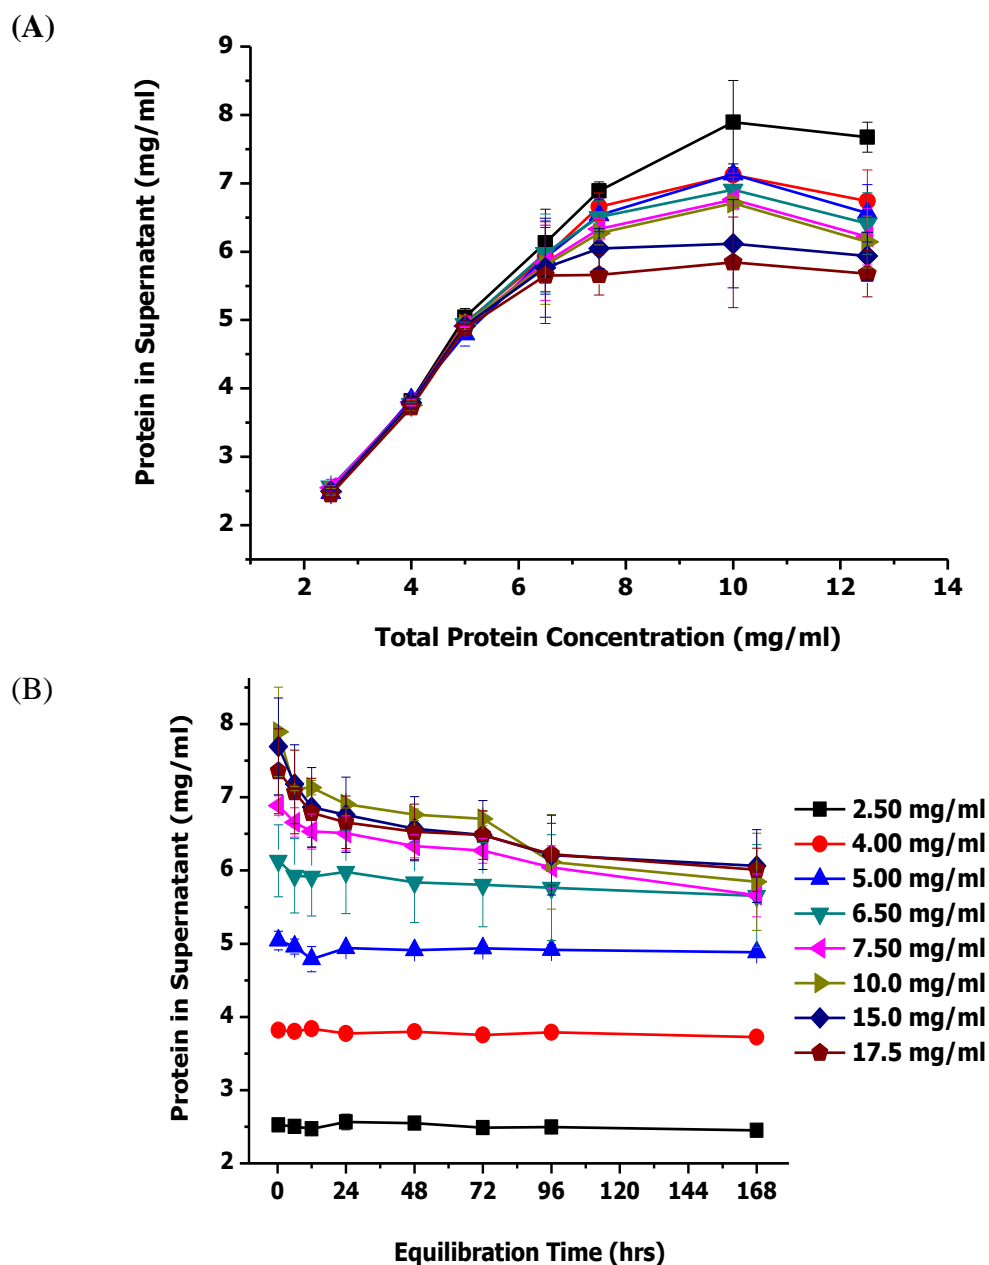 (A)
9
8
7
6
5
4
3
2
Protein in Supernatant (mg/ml)
2 4 6 8 10 12 14
Total Protein Concentration (mg/ml)
(B)
8
7
6
5
4
3
2
Protein in Supernatant (mg/ml)
0 24 48 72 96 120 144 168
Equilibration Time (hrs)
2.50 mg/ml
4.00 mg/ml
5.00 mg/ml
6.50 mg/ml
7.50 mg/ml
10.0 mg/ml
15.0 mg/ml
17.5 mg/ml